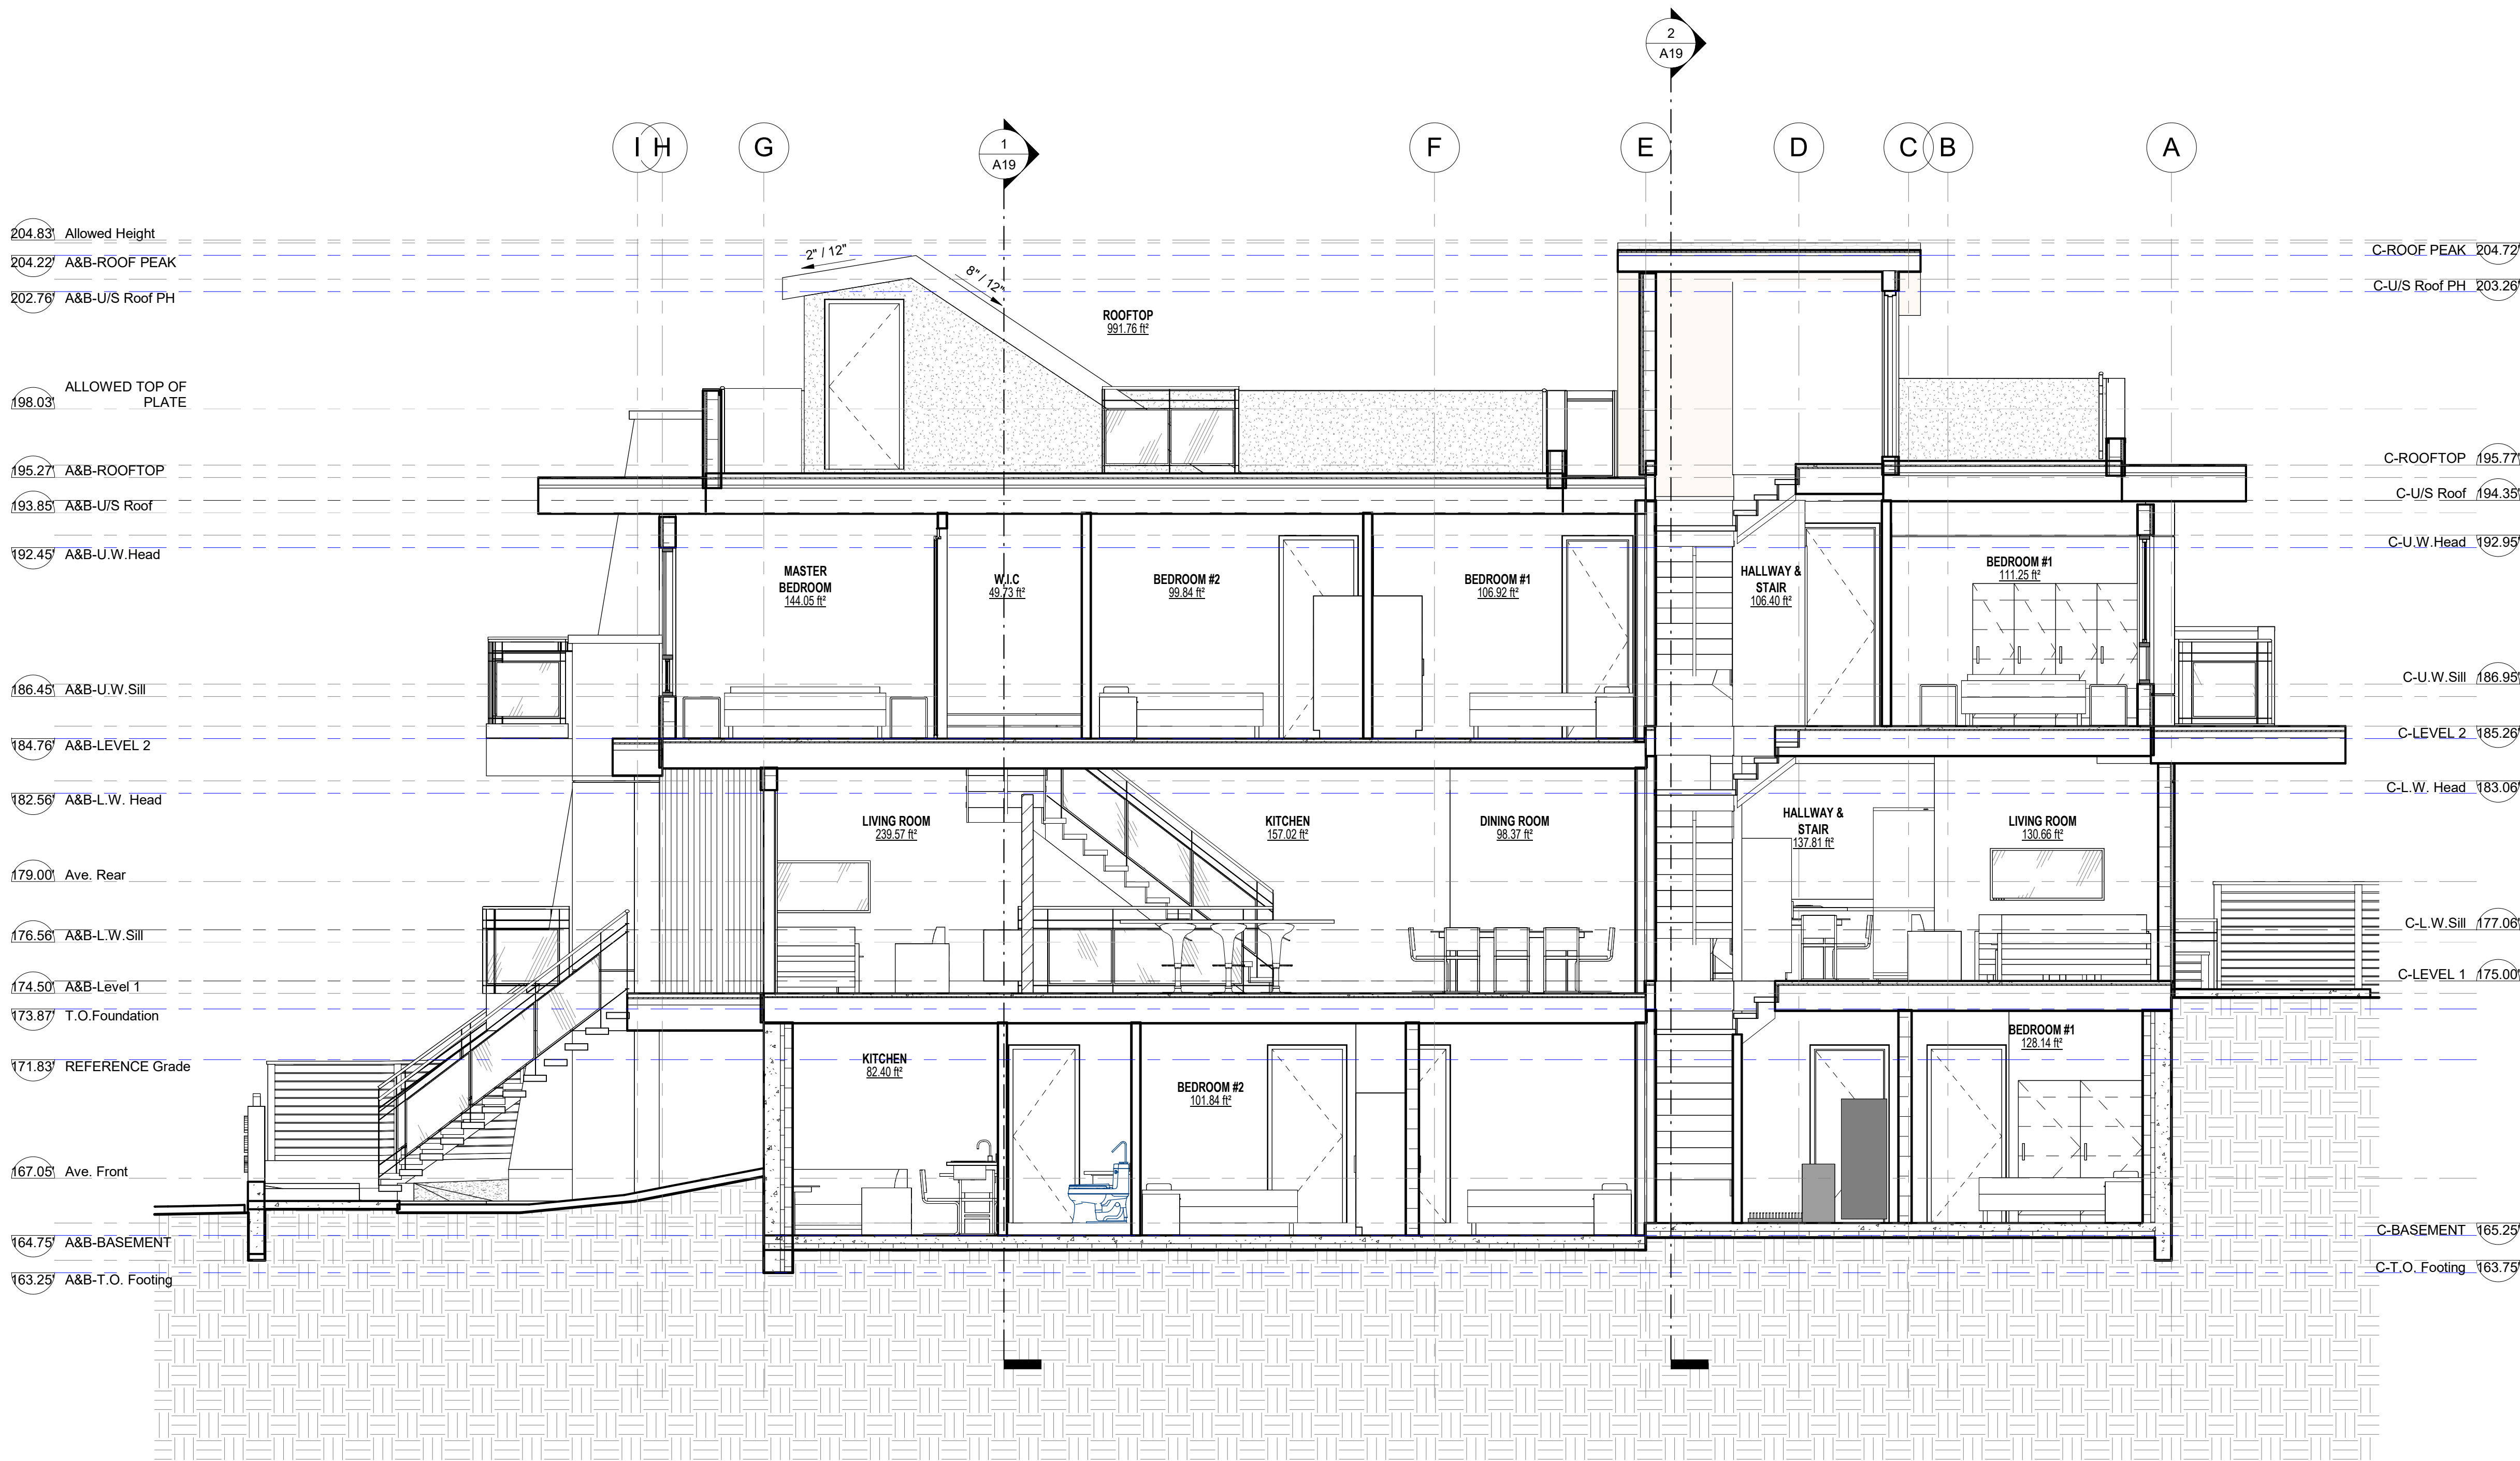 2
A19
I
H
G
1
A19
F
E
D
C
B
A
204.83' Allowed Height
204.22' A&B-ROOF PEAK
202.76' A&B-U/S Roof PH
ALLOWED TOP OF
198.03' PLATE
195.27' A&B-ROOFTOP
193.85' A&B-U/S Roof
192.45' A&B-U.W.Head
186.45' A&B-U.W.Sill
184.76' A&B-LEVEL 2
182.56' A&B-L.W. Head
179.00' Ave. Rear
176.56' A&B-L.W.Sill
174.50' A&B-Level 1
173.87' T.O.Foundation
171.83' REFERENCE Grade
167.05' Ave. Front
164.75' A&B-BASEMENT
163.25' A&B-T.O. Footing
2" / 12"
8" / 12"
ROOFTOP
991.76 ft²
MASTER
BEDROOM
144.05 ft²
W.I.C
49.73 ft²
BEDROOM #2
99.84 ft²
BEDROOM #1
106.92 ft²
HALLWAY &
STAIR
106.40 ft²
BEDROOM #1
111.25 ft²
LIVING ROOM
239.57 ft²
KITCHEN
157.02 ft²
DINING ROOM
98.37 ft²
HALLWAY &
STAIR
137.81 ft²
LIVING ROOM
130.66 ft²
KITCHEN
82.40 ft²
BEDROOM #2
101.84 ft²
BEDROOM #1
128.14 ft²
C-ROOF PEAK 204.72'
C-U/S Roof PH 203.26'
C-ROOFTOP 195.77'
C-U/S Roof 194.35'
C-U.W.Head 192.95'
C-U.W.Sill 186.95'
C-LEVEL 2 185.26'
C-L.W. Head 183.06'
C-L.W.Sill 177.06'
C-LEVEL 1 175.00'
C-BASEMENT 165.25'
C-T.O. Footing 163.75'